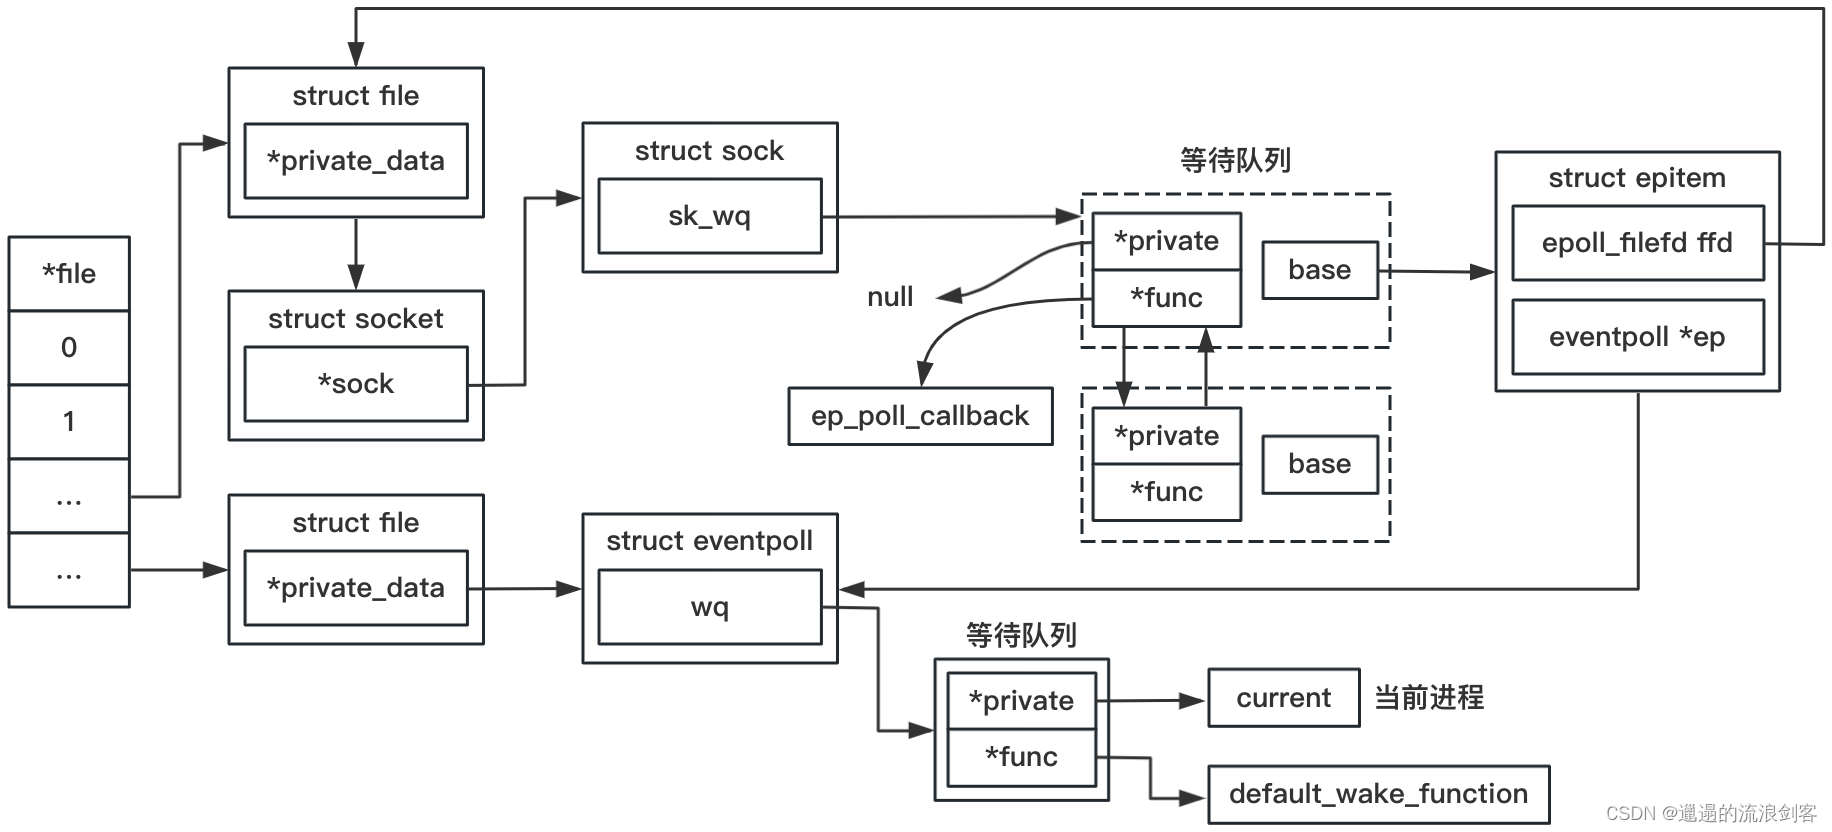 struct file
*private_data
struct sock
sk_wq
等待队列
*private
*func
base
struct epitem
epoll_filefd ffd
eventpoll *ep
null
ep_poll_callback
*private
*func
base
*file
0
1
...
...
struct socket
*sock
struct file
*private_data
struct eventpoll
wq
等待队列
*private
*func
current
当前进程
default_wake_function
CSDN @邋遢的流浪剑客